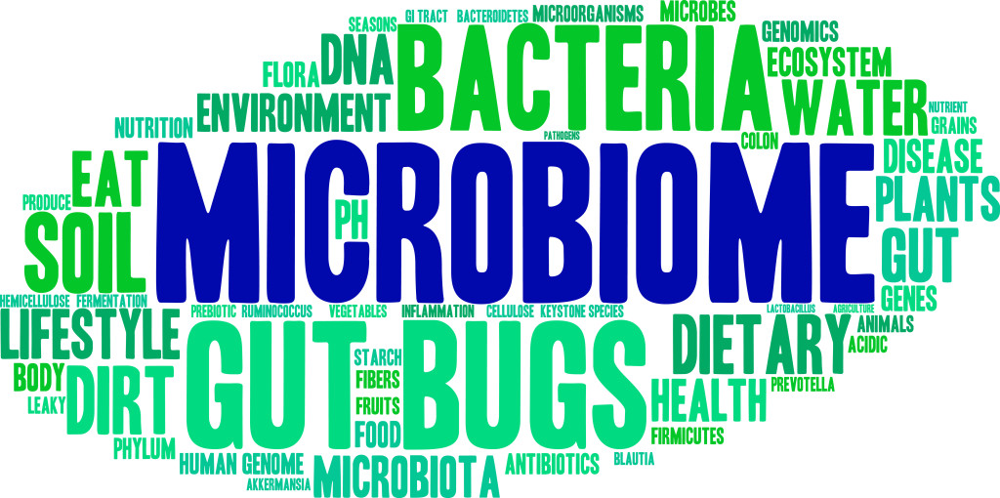 GI TRACT
BACTEROIDETES
MICROORGANISMS
MICROBES
SEASONS
BACTERIA
GENOMICS
FLORA
DNA
ECOSYSTEM
NUTRITION
ENVIRONMENT
WATER
NUTRIENT
GRAINS
PATHOGENS
COLON
EAT
MICROBIOME
DISEASE
PRODUCE
PH
PLANTS
SOIL
GUT
HEMICELLULOSE
FERMENTATION
GENES
PREBIOTIC
RUMINOCOCCUS
VEGETABLES
INFLAMMATION
CELLULOSE
KEYSTONE SPECIES
LACTOBACILLUS
AGRICULTURE
LIFESTYLE
GUT BUGS
DIETARY
ANIMALS
ACIDIC
STARCH
BODY
DIRT
FIBERS
PREVOTELLA
LEAKY
FRUITS
HEALTH
FOOD
FIRMICUTES
PHYLUM
HUMAN GENOME
MICROBIOTA
ANTIBIOTICS
BLAUTIA
AKKERMANSIA